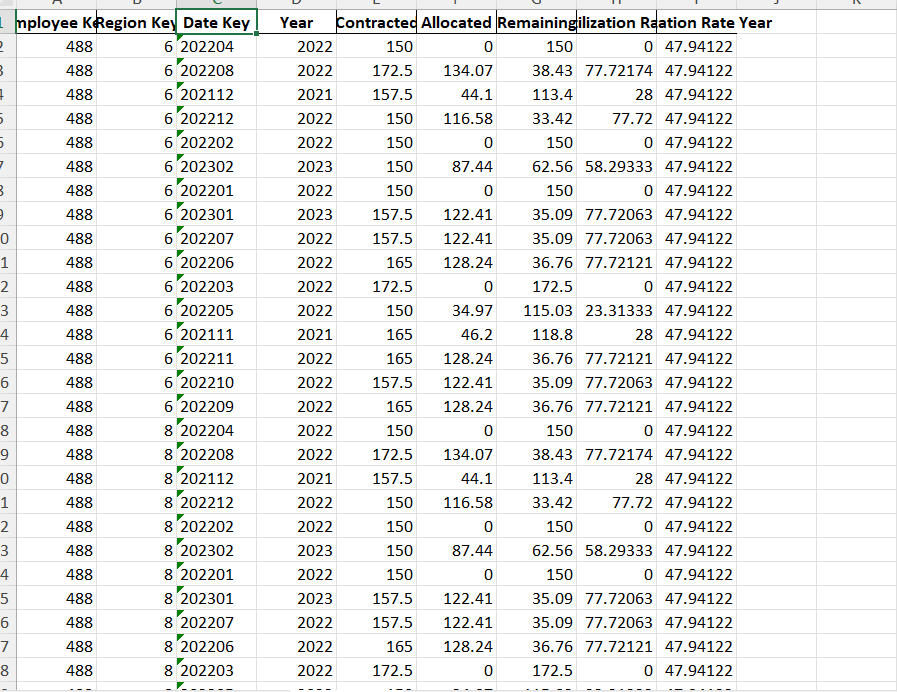 nployee Ke Region Key Date Key Year Contracted Allocated Remaining ilization Ra ation Rate Year
488 6 202204 2022 150 0 150 0 47.94122
488 6 202208 2022 172.5 134.07 38.43 77.72174 47.94122
488 6 202112 2021 157.5 44.1 113.4 28 47.94122
488 6 202212 2022 150 116.58 33.42 77.72 47.94122
488 6 202202 2022 150 0 150 0 47.94122
488 6 202302 2023 150 87.44 62.56 58.29333 47.94122
488 6 202201 2022 150 0 150 0 47.94122
488 6 202301 2023 157.5 122.41 35.09 77.72063 47.94122
488 6 202207 2022 157.5 122.41 35.09 77.72063 47.94122
488 6 202206 2022 165 128.24 36.76 77.72121 47.94122
488 6 202203 2022 172.5 0 172.5 0 47.94122
488 6 202205 2022 150 34.97 115.03 23.31333 47.94122
488 6 202111 2021 165 46.2 118.8 28 47.94122
488 6 202211 2022 165 128.24 36.76 77.72121 47.94122
488 6 202210 2022 157.5 122.41 35.09 77.72063 47.94122
488 6 202209 2022 165 128.24 36.76 77.72121 47.94122
488 8 202204 2022 150 0 150 0 47.94122
488 8 202208 2022 172.5 134.07 38.43 77.72174 47.94122
488 8 202112 2021 157.5 44.1 113.4 28 47.94122
488 8 202212 2022 150 116.58 33.42 77.72 47.94122
488 8 202202 2022 150 0 150 0 47.94122
488 8 202302 2023 150 87.44 62.56 58.29333 47.94122
488 8 202201 2022 150 0 150 0 47.94122
488 8 202301 2023 157.5 122.41 35.09 77.72063 47.94122
488 8 202207 2022 157.5 122.41 35.09 77.72063 47.94122
488 8 202206 2022 165 128.24 36.76 77.72121 47.94122
488 8 202203 2022 172.5 0 172.5 0 47.94122